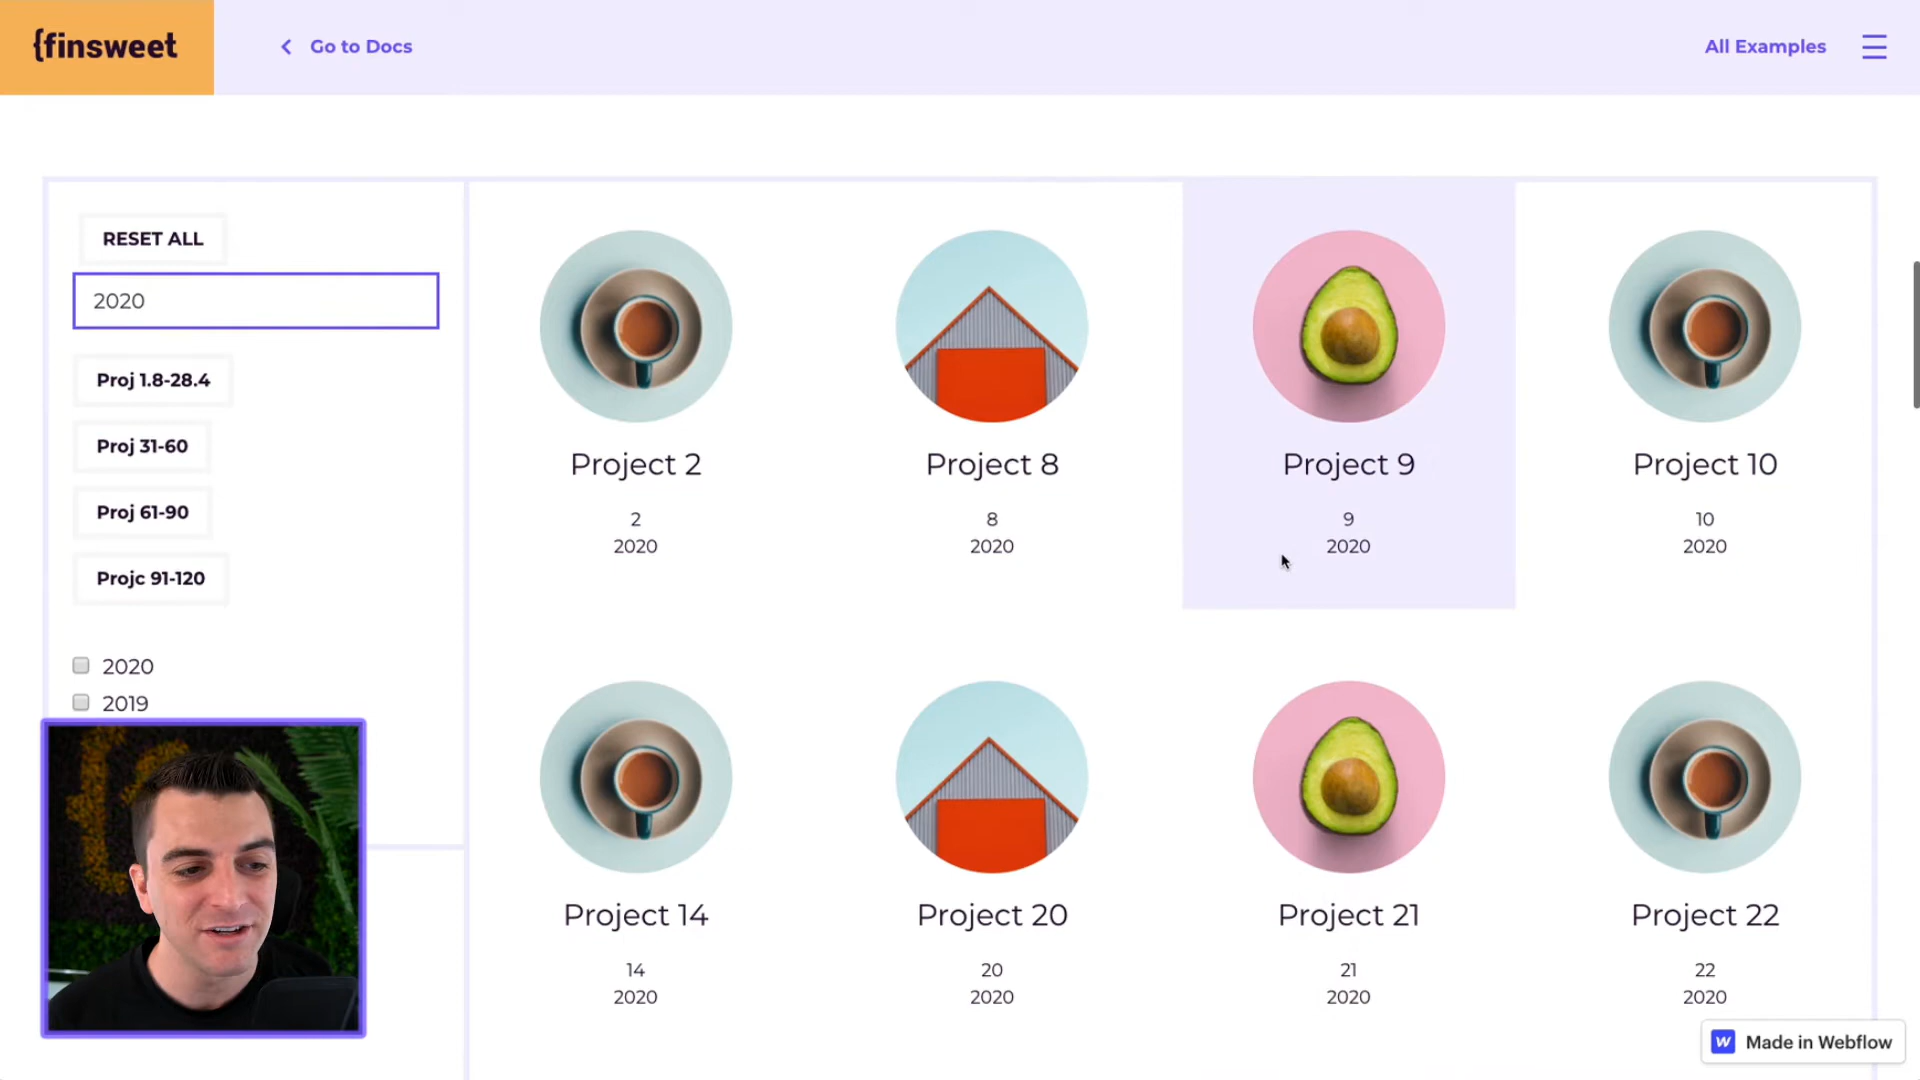 {finsweet
Go to Docs
All Examples
RESET ALL
2020
Proj 1.8-28.4
Proj 31-60
Proj 61-90
Projc 91-120
2020
2019
Project 2
2
2020
Project 8
8
2020
Project 9
9
2020
Project 10
10
2020
Project 14
14
2020
Project 20
20
2020
Project 21
21
2020
Project 22
22
2020
W Made in Webflow